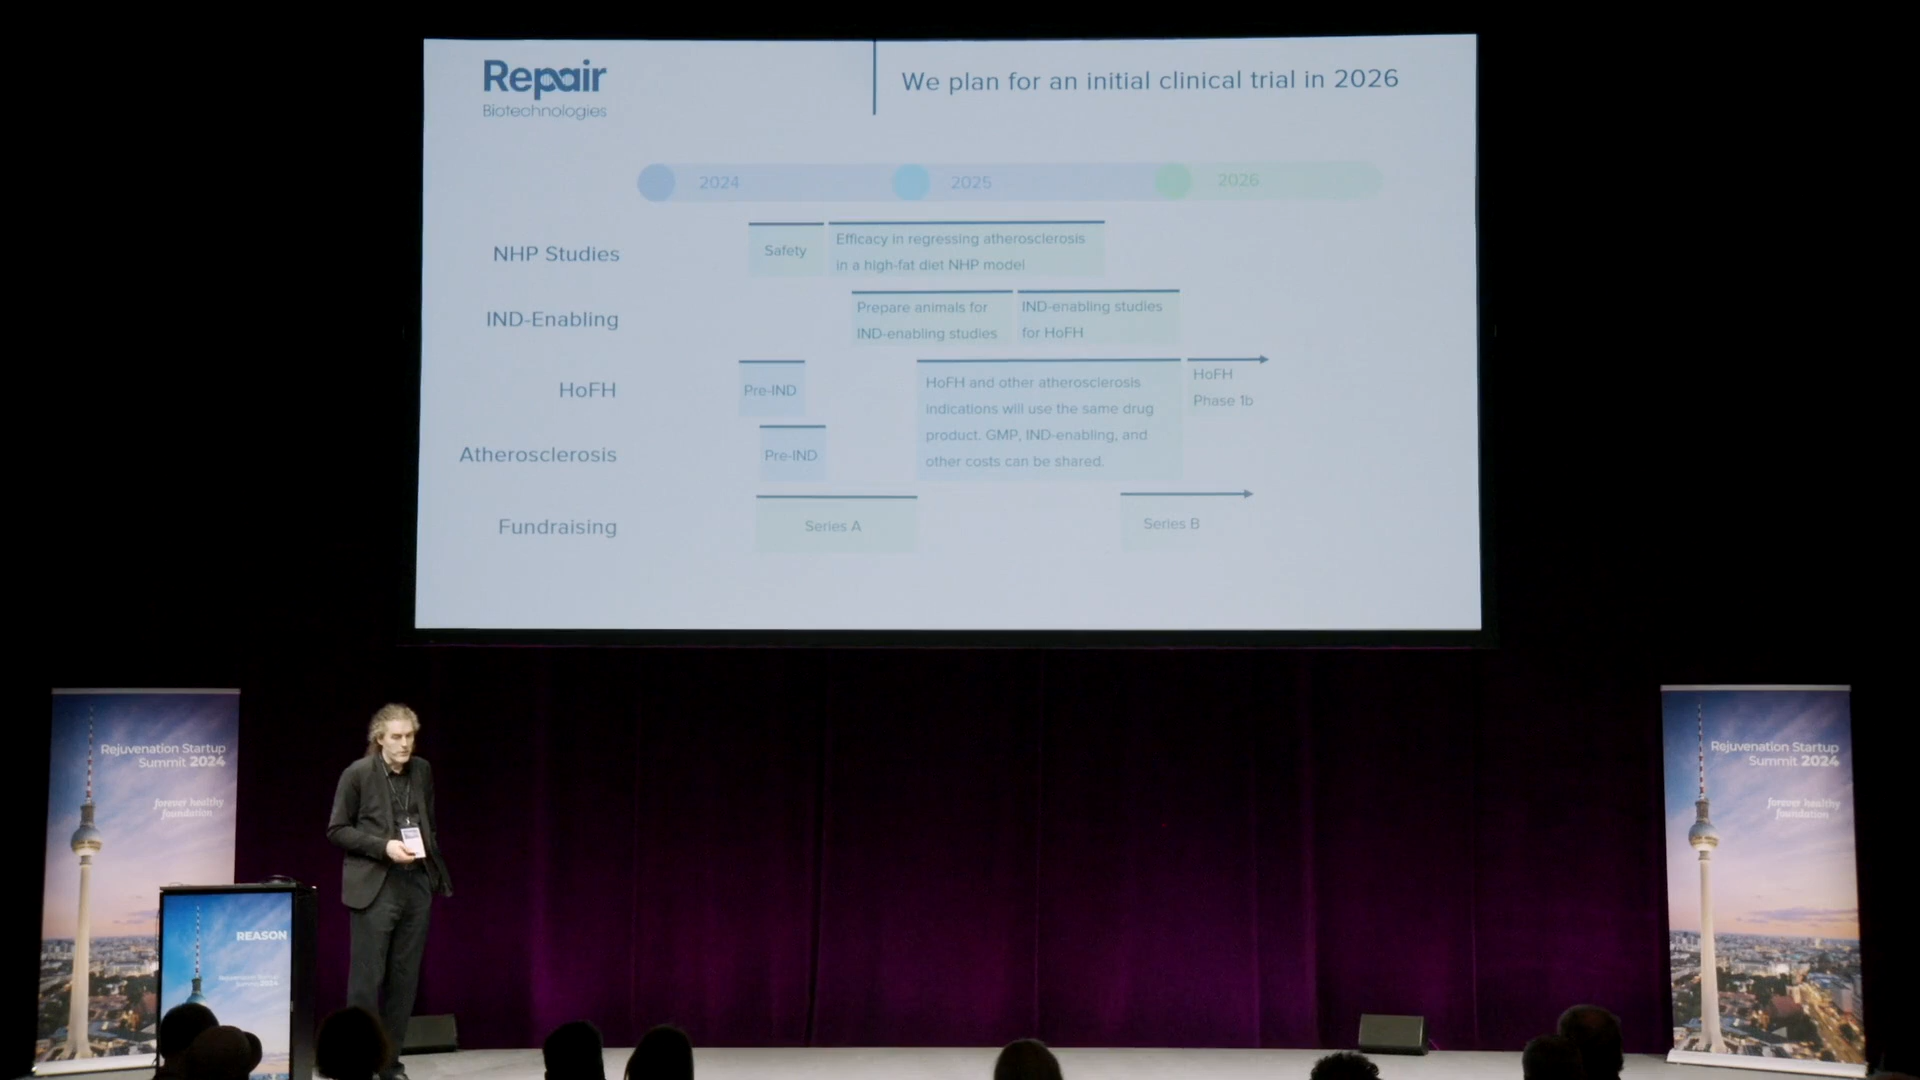 Repair
Biotechnologies
We plan for an initial clinical trial in 2026
2024
2025
2026
NHP Studies
Safety
Efficacy in regressing atherosclerosis
in a high-fat diet NHP model
IND-Enabling
Prepare animals for
IND-enabling studies
IND-enabling studies
for HoFH
HoFH
Pre-IND
HoFH and other atherosclerosis
indications will use the same drug
product. GMP, IND-enabling, and
other costs can be shared.
HoFH
Phase 1b
Atherosclerosis
Pre-IND
Fundraising
Series A
Series B
Rejuvenation Startup
Summit 2024
forever healthy
foundation
REASON
Rejuvenation Startup
Summit 2024
Rejuvenation Startup
Summit 2024
forever healthy
foundation